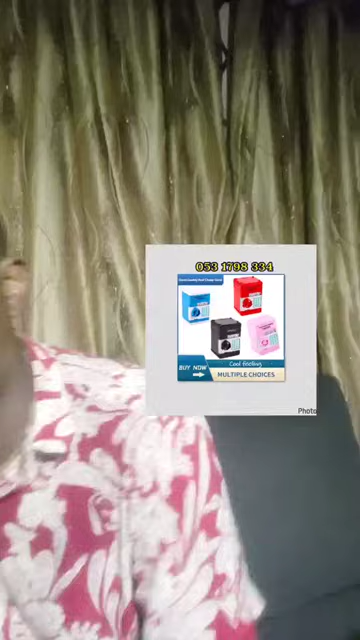 053 1798 334
Cool feeling
BUY NOW
MULTIPLE CHOICES
Photo